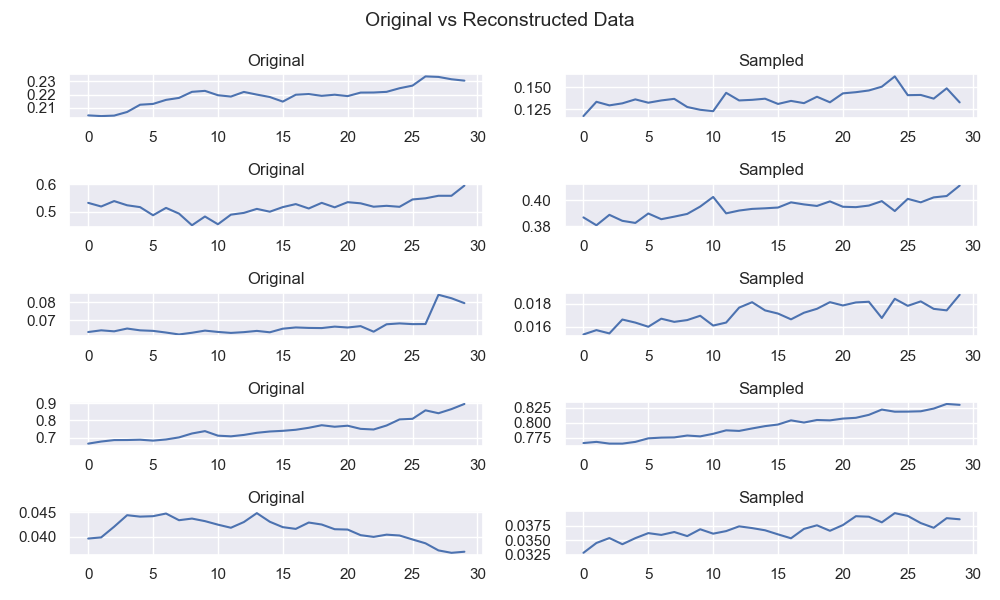 Original vs Reconstructed Data
Original
0.23
0.22
0.21
0 5 10 15 20 25 30
Sampled
0.150
0.125
0 5 10 15 20 25 30
Original
0.6
0.5
0 5 10 15 20 25 30
Sampled
0.40
0.38
0 5 10 15 20 25 30
Original
0.08
0.07
0 5 10 15 20 25 30
Sampled
0.018
0.016
0 5 10 15 20 25 30
Original
0.9
0.8
0.7
0 5 10 15 20 25 30
Sampled
0.825
0.800
0.775
0 5 10 15 20 25 30
Original
0.045
0.040
0 5 10 15 20 25 30
Sampled
0.0375
0.0350
0.0325
0 5 10 15 20 25 30